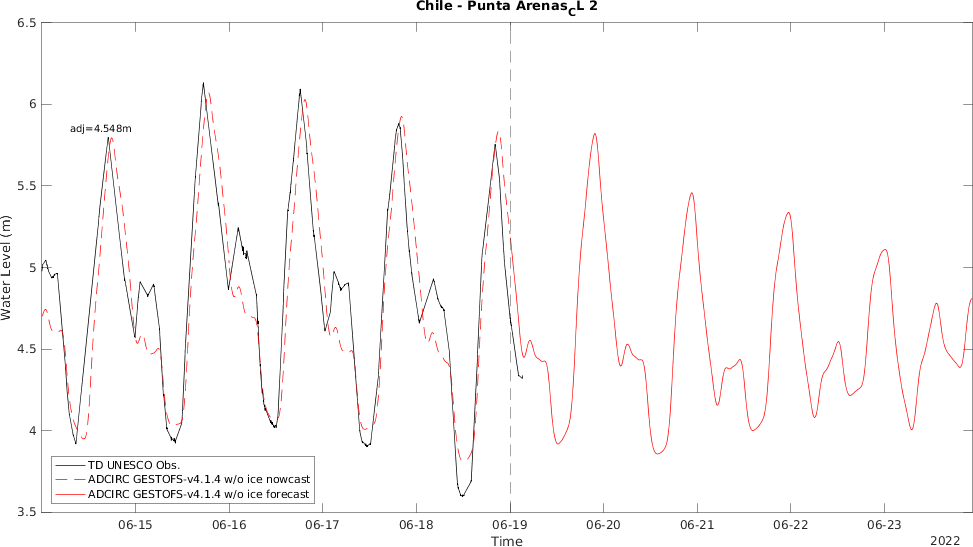 Chile - Punta Arenas_CL 2
6.5
6
adj=4.548m
5.5
5
Water Level (m)
4.5
4
TD UNESCO Obs.
ADCIRC GESTOFS-v4.1.4 w/o ice nowcast
ADCIRC GESTOFS-v4.1.4 w/o ice forecast
3.5
06-15 06-16 06-17 06-18 06-19 06-20 06-21 06-22 06-23
Time
2022